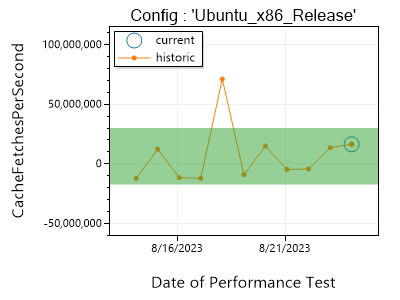 Config : 'Ubuntu_x86_Release'
current
historic
CacheFetchesPerSecond
100,000,000
50,000,000
0
-50,000,000
8/16/2023
8/21/2023
Date of Performance Test